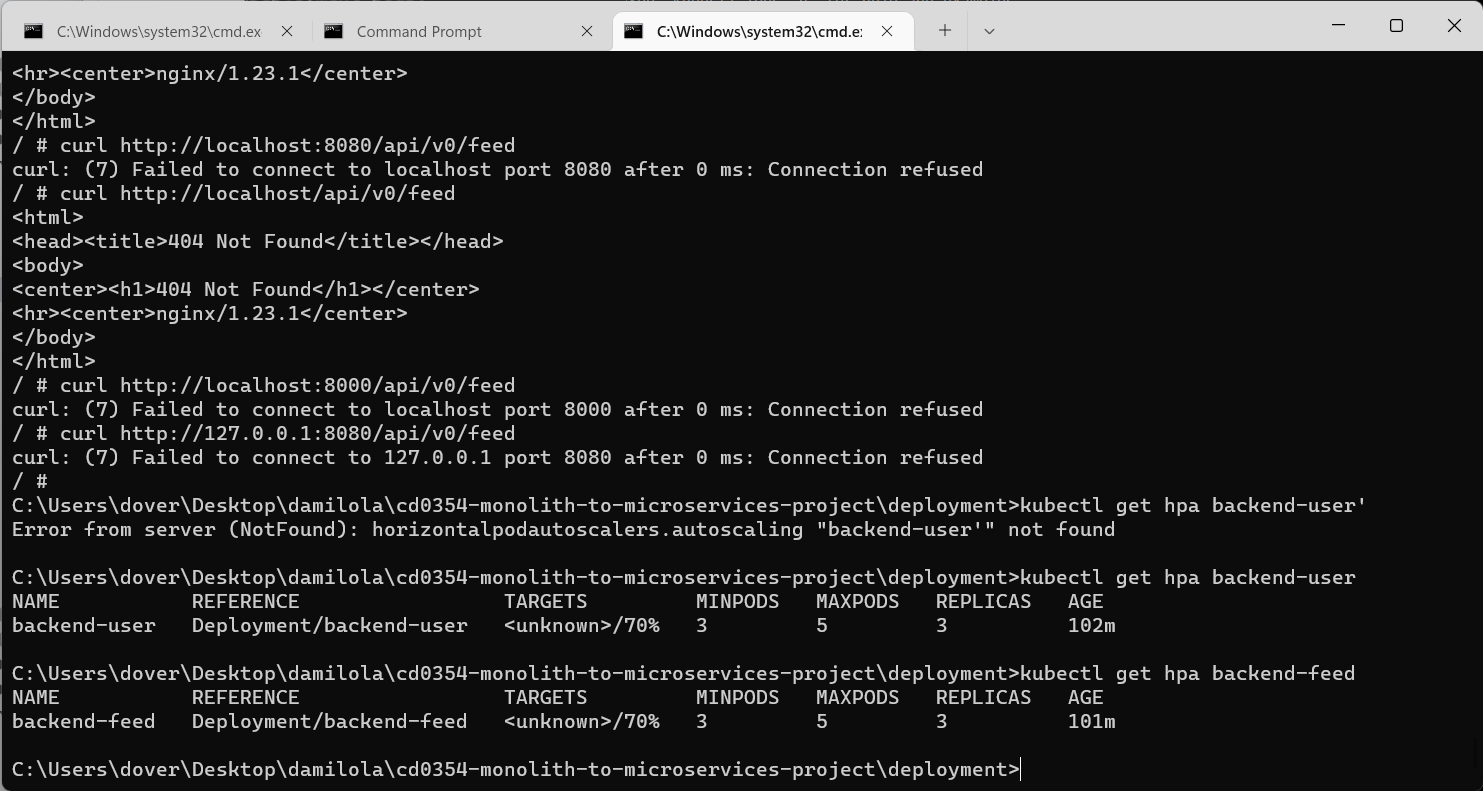 C:\Windows\system32\cmd.ex
Command Prompt
C:\Windows\system32\cmd.e:
<hr><center>nginx/1.23.1</center>
</body>
</html>
/ # curl http://localhost:8080/api/v0/feed
curl: (7) Failed to connect to localhost port 8080 after 0 ms: Connection refused
/ # curl http://localhost/api/v0/feed
<html>
<head><title>404 Not Found</title></head>
<body>
<center><h1>404 Not Found</h1></center>
<hr><center>nginx/1.23.1</center>
</body>
</html>
/ # curl http://localhost:8000/api/v0/feed
curl: (7) Failed to connect to localhost port 8000 after 0 ms: Connection refused
/ # curl http://127.0.0.1:8080/api/v0/feed
curl: (7) Failed to connect to 127.0.0.1 port 8080 after 0 ms: Connection refused
/ #
C:\Users\dover\Desktop\damilola\cd0354-monolith-to-microservices-project\deployment>kubectl get hpa backend-user'
Error from server (NotFound): horizontalpodautoscalers.autoscaling "backend-user'" not found
C:\Users\dover\Desktop\damilola\cd0354-monolith-to-microservices-project\deployment>kubectl get hpa backend-user
NAME REFERENCE TARGETS MINPODS MAXPODS REPLICAS AGE
backend-user Deployment/backend-user <unknown>/70% 3 5 3 102m
C:\Users\dover\Desktop\damilola\cd0354-monolith-to-microservices-project\deployment>kubectl get hpa backend-feed
NAME REFERENCE TARGETS MINPODS MAXPODS REPLICAS AGE
backend-feed Deployment/backend-feed <unknown>/70% 3 5 3 101m
C:\Users\dover\Desktop\damilola\cd0354-monolith-to-microservices-project\deployment>